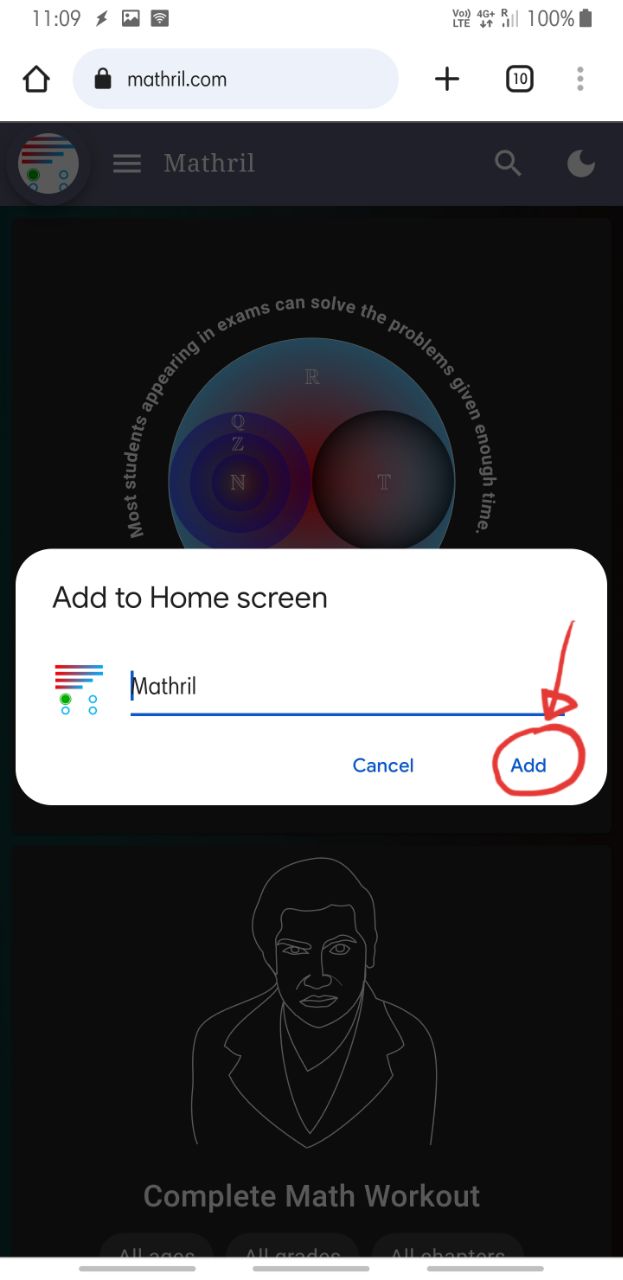 11:09
Vo))
LTE
4G+
R
100%
mathril.com
10
Mathril
Most students appearing in exams can solve the problems given enough time.
ℝ
ℚ
ℤ
ℕ
𝕋
Add to Home screen
Mathril
Cancel
Add
Complete Math Workout
All ages
All grades
All chapters